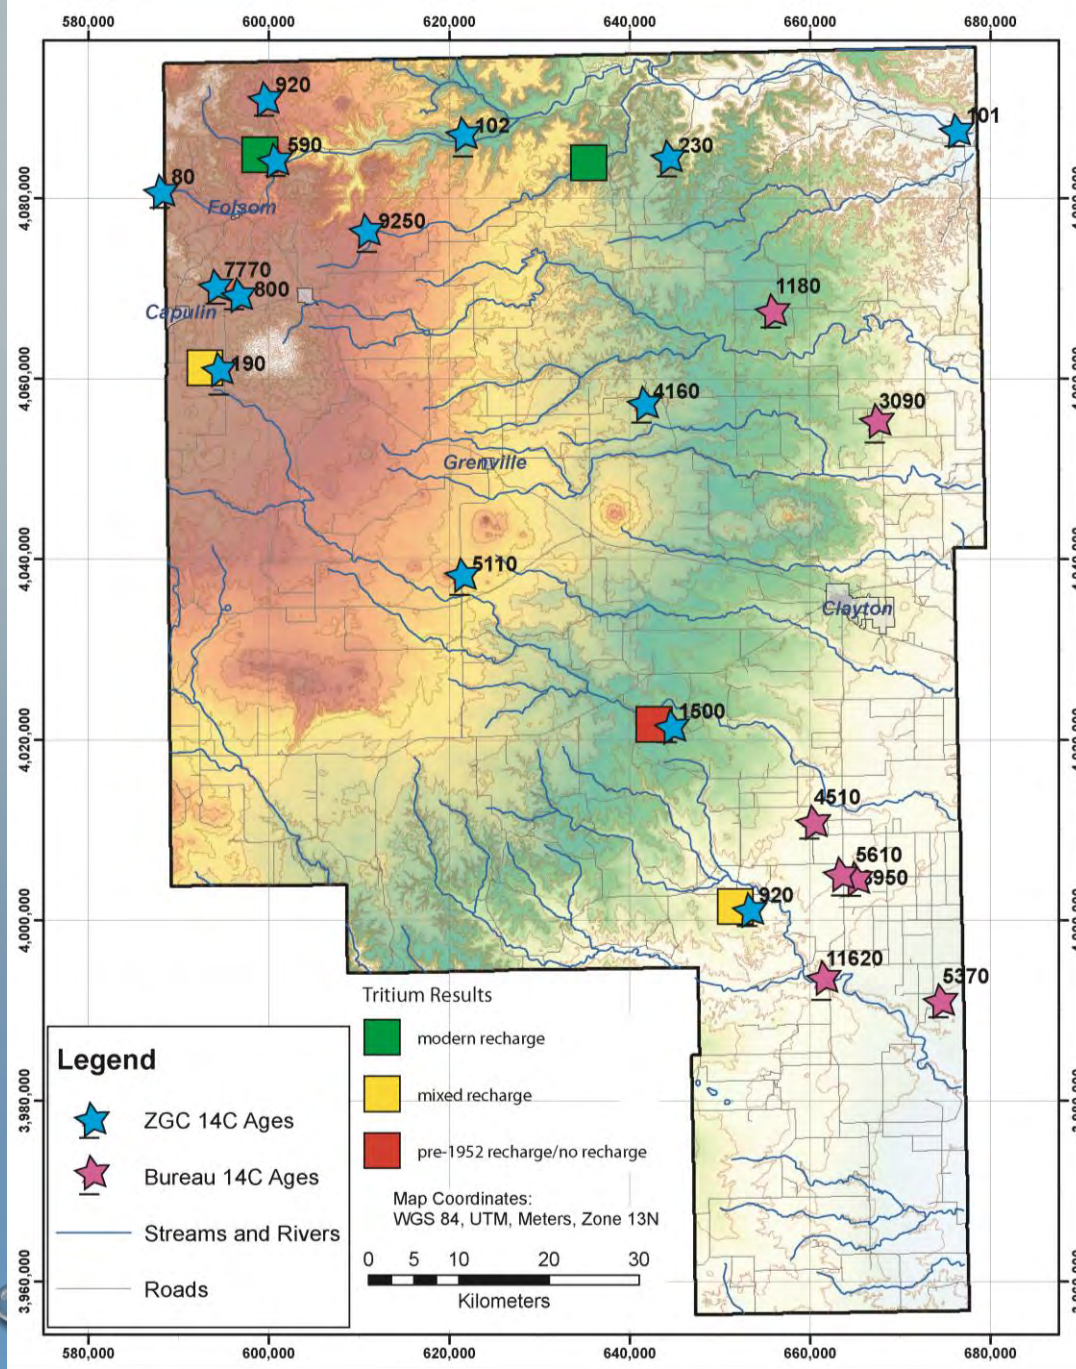 580,000 600,000 620,000 640,000 660,000 680,000
920
102
101
590
230
80
4,080,000
Folsom
9250
7770
800
1180
Capulin
190
4,060,000
4160
3090
Grenville
5110
4,040,000
Clayton
1500
4,020,000
4510
5610
920
4,000,000
11620
5370
Tritium Results
modern recharge
mixed recharge
pre-1952 recharge/no recharge
Map Coordinates:
WGS 84, UTM, Meters, Zone 13N
0 5 10 20 30
Kilometers
Legend
ZGC 14C Ages
Bureau 14C Ages
Streams and Rivers
Roads
3,980,000
3,960,000
580,000 600,000 620,000 640,000 660,000 680,000